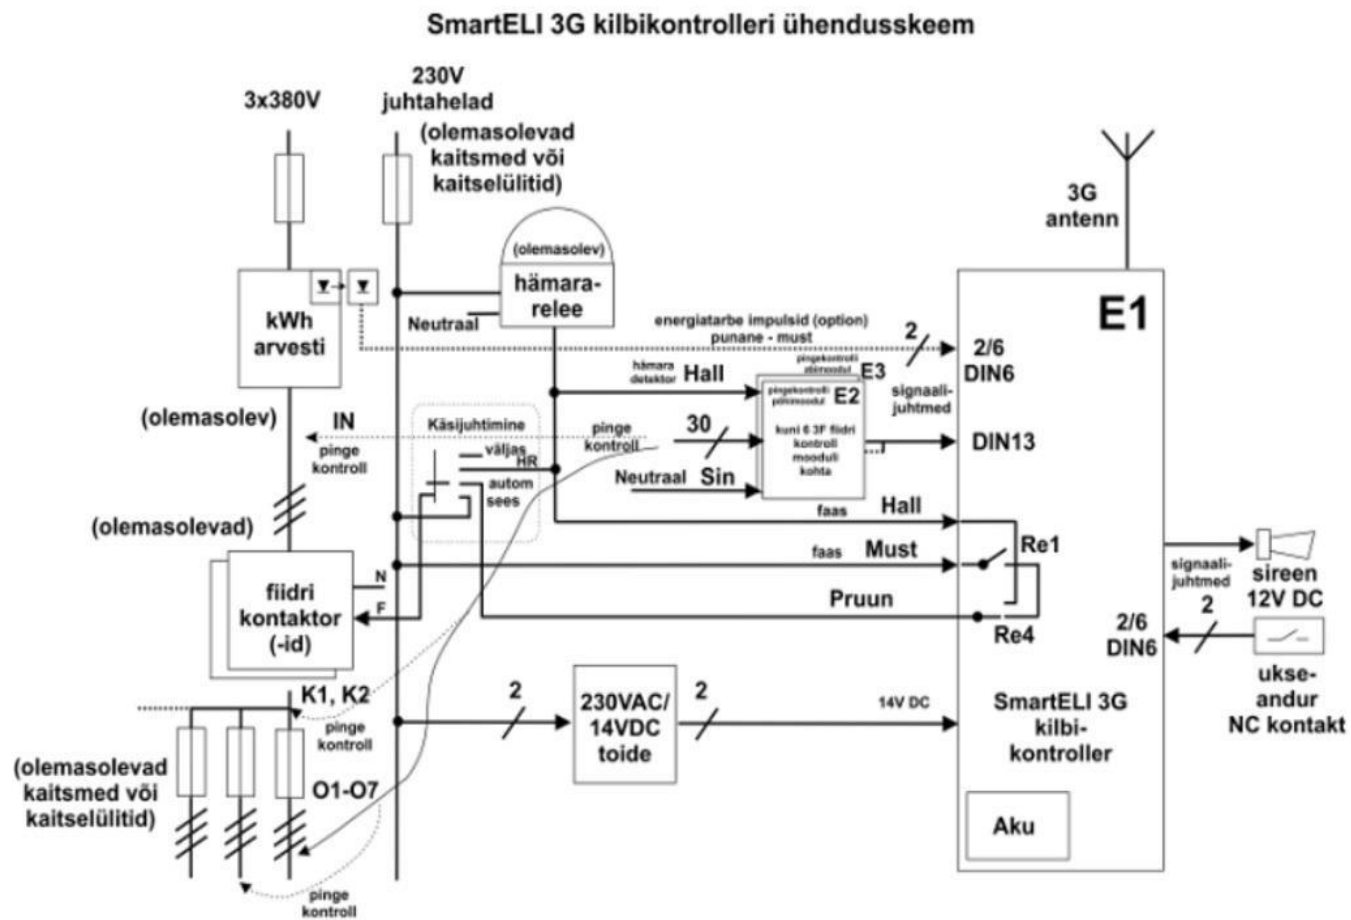 SmartELI 3G kilbikontrolleri ühendusskeem
230V
juhtahelad
3x380V
(olemasolevad
kaitsmed või
kaitselülitid)
3G
antenn
(olemasolev)
hämara-
relee
Neutraal
kWh
arvesti
(olemasolev)
energiatarbe impulsid (option)
punane - must
2
2/6
DIN6
E1
hämara
detektor
Hall
pingekontrolli
abimoodul
E3
pingekontrolli
põhimoodul
E2
kuni 6 3F fiidri
kontroll
mooduli
kohta
signaali-
juhtmed
IN
pinge
kontroll
Käsijuhtimine
väljas
HR
autom
sees
pinge
kontroll
30
DIN13
Neutraal
Sin
(olemasolevad)
faas
Hall
faas
Must
Re1
Pruun
Re4
N
F
fiidri
kontaktor
(-id)
signaali-
juhtmed
2
sireen
12V DC
2/6
DIN6
ukse-
andur
NC kontakt
K1, K2
pinge
kontroll
2
230VAC/
14VDC
toide
2
14V DC
SmartELI 3G
kilbi-
kontroller
(olemasolevad
kaitsmed või
kaitselülitid)
O1-O7
Aku
pinge
kontroll